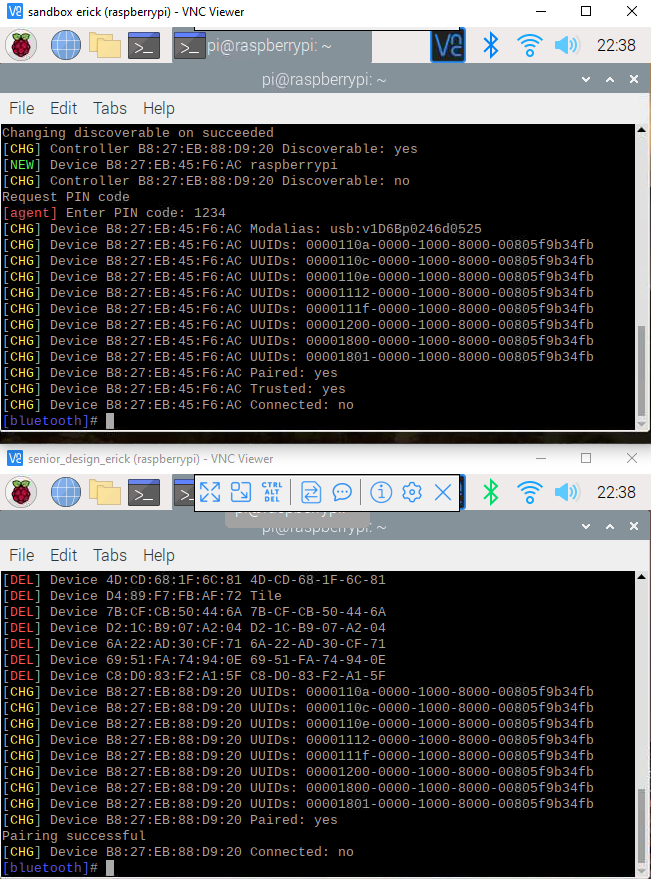 sandbox erick (raspberrypi) - VNC Viewer
pi@raspberrypi: ~
22:38
pi@raspberrypi: ~
File Edit Tabs Help
Changing discoverable on succeeded
[CHG] Controller B8:27:EB:88:D9:20 Discoverable: yes
[NEW] Device B8:27:EB:45:F6:AC raspberrypi
[CHG] Controller B8:27:EB:88:D9:20 Discoverable: no
Request PIN code
[agent] Enter PIN code: 1234
[CHG] Device B8:27:EB:45:F6:AC Modalias: usb:v1D6Bp0246d0525
[CHG] Device B8:27:EB:45:F6:AC UUIDs: 0000110a-0000-1000-8000-00805f9b34fb
[CHG] Device B8:27:EB:45:F6:AC UUIDs: 0000110c-0000-1000-8000-00805f9b34fb
[CHG] Device B8:27:EB:45:F6:AC UUIDs: 0000110e-0000-1000-8000-00805f9b34fb
[CHG] Device B8:27:EB:45:F6:AC UUIDs: 00001112-0000-1000-8000-00805f9b34fb
[CHG] Device B8:27:EB:45:F6:AC UUIDs: 0000111f-0000-1000-8000-00805f9b34fb
[CHG] Device B8:27:EB:45:F6:AC UUIDs: 00001200-0000-1000-8000-00805f9b34fb
[CHG] Device B8:27:EB:45:F6:AC UUIDs: 00001800-0000-1000-8000-00805f9b34fb
[CHG] Device B8:27:EB:45:F6:AC UUIDs: 00001801-0000-1000-8000-00805f9b34fb
[CHG] Device B8:27:EB:45:F6:AC Paired: yes
[CHG] Device B8:27:EB:45:F6:AC Trusted: yes
[CHG] Device B8:27:EB:45:F6:AC Connected: no
[bluetooth]#
senior_design_erick (raspberrypi) - VNC Viewer
CTRL ALT DEL
22:38
pi@raspberrypi: ~
File Edit Tabs Help
[DEL] Device 4D:CD:68:1F:6C:81 4D-CD-68-1F-6C-81
[DEL] Device D4:89:F7:FB:AF:72 Tile
[DEL] Device 7B:CF:CB:50:44:6A 7B-CF-CB-50-44-6A
[DEL] Device D2:1C:B9:07:A2:04 D2-1C-B9-07-A2-04
[DEL] Device 6A:22:AD:30:CF:71 6A-22-AD-30-CF-71
[DEL] Device 69:51:FA:74:94:0E 69-51-FA-74-94-0E
[DEL] Device C8:D0:83:F2:A1:5F C8-D0-83-F2-A1-5F
[CHG] Device B8:27:EB:88:D9:20 UUIDs: 0000110a-0000-1000-8000-00805f9b34fb
[CHG] Device B8:27:EB:88:D9:20 UUIDs: 0000110c-0000-1000-8000-00805f9b34fb
[CHG] Device B8:27:EB:88:D9:20 UUIDs: 0000110e-0000-1000-8000-00805f9b34fb
[CHG] Device B8:27:EB:88:D9:20 UUIDs: 00001112-0000-1000-8000-00805f9b34fb
[CHG] Device B8:27:EB:88:D9:20 UUIDs: 0000111f-0000-1000-8000-00805f9b34fb
[CHG] Device B8:27:EB:88:D9:20 UUIDs: 00001200-0000-1000-8000-00805f9b34fb
[CHG] Device B8:27:EB:88:D9:20 UUIDs: 00001800-0000-1000-8000-00805f9b34fb
[CHG] Device B8:27:EB:88:D9:20 UUIDs: 00001801-0000-1000-8000-00805f9b34fb
[CHG] Device B8:27:EB:88:D9:20 Paired: yes
Pairing successful
[CHG] Device B8:27:EB:88:D9:20 Connected: no
[bluetooth]#